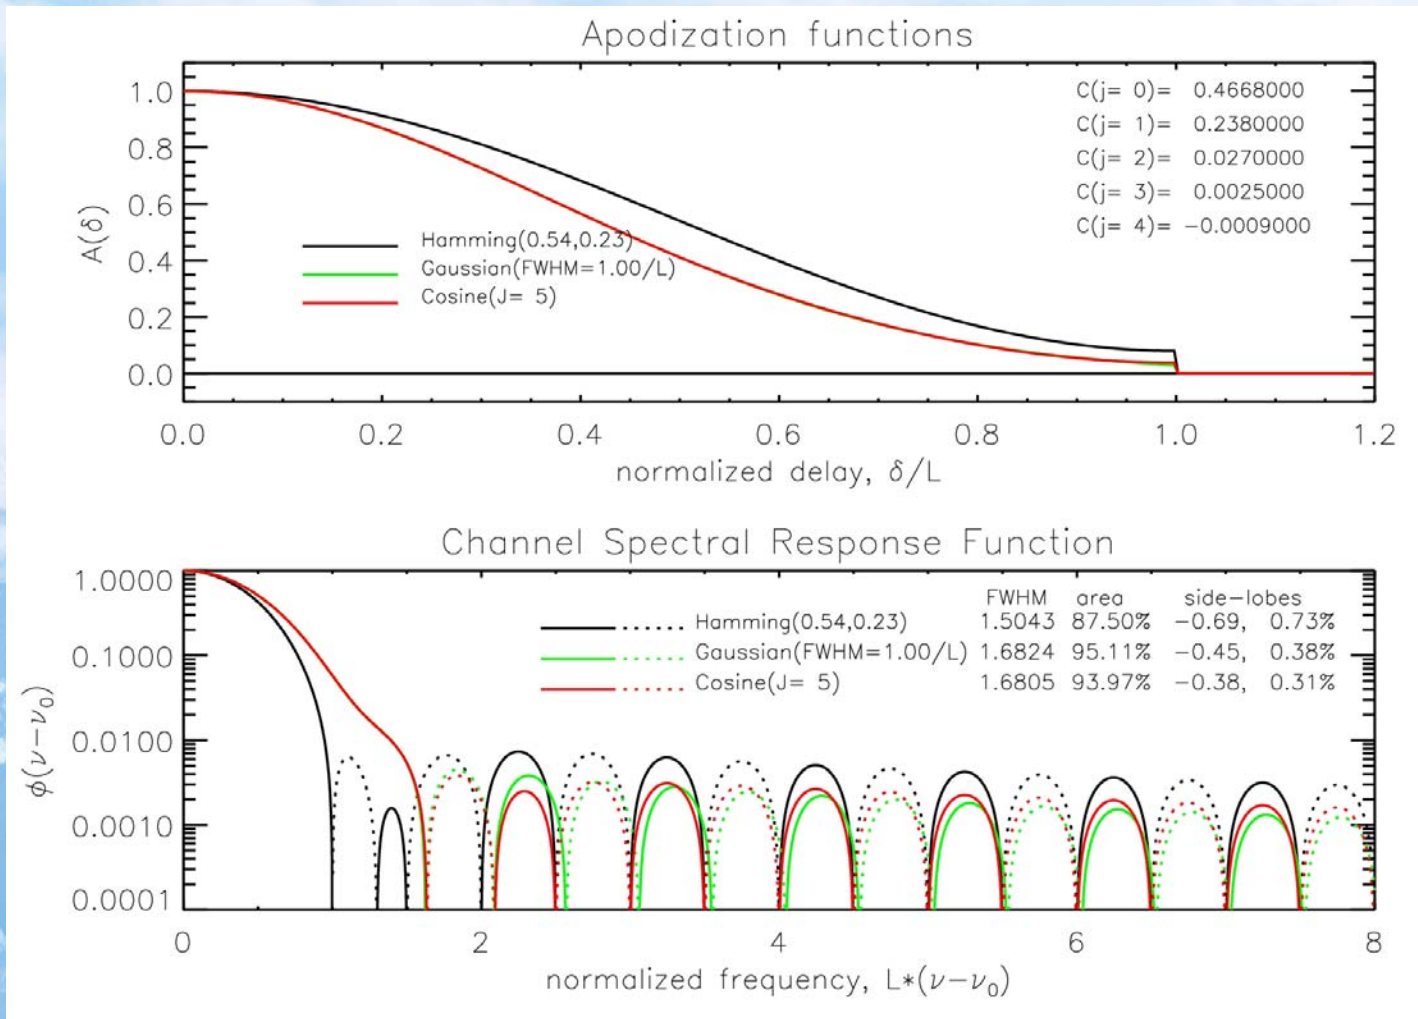 Apodization functions
1.0
0.8
0.6
0.4
0.2
0.0
A(δ)
C(j= 0)= 0.4668000
C(j= 1)= 0.2380000
C(j= 2)= 0.0270000
C(j= 3)= 0.0025000
C(j= 4)= −0.0009000
Hamming(0.54,0.23)
Gaussian(FWHM=1.00/L)
Cosine(J= 5)
0.0 0.2 0.4 0.6 0.8 1.0 1.2
normalized delay, δ/L
Channel Spectral Response Function
1.0000
0.1000
0.0100
0.0010
0.0001
ϕ(ν−ν₀)
FWHM area side−lobes
Hamming(0.54,0.23) 1.5043 87.50% −0.69, 0.73%
Gaussian(FWHM=1.00/L) 1.6824 95.11% −0.45, 0.38%
Cosine(J= 5) 1.6805 93.97% −0.38, 0.31%
0 2 4 6 8
normalized frequency, L*(ν−ν₀)